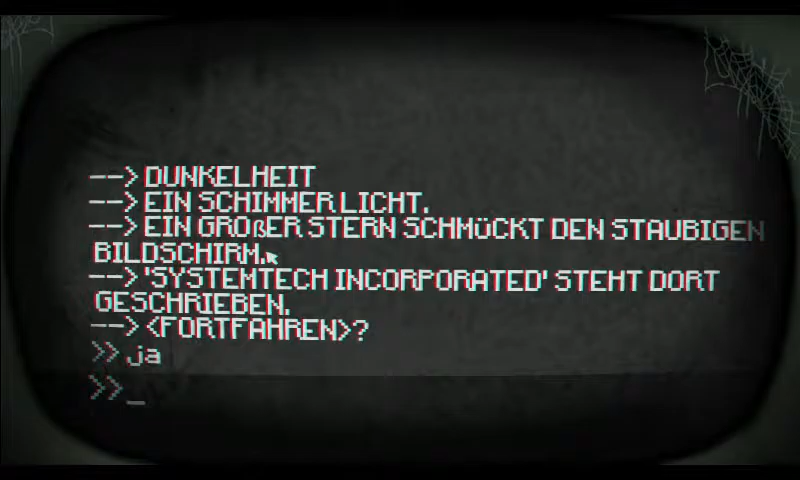 --> DUNKELHEIT
--> EIN SCHIMMER LICHT.
--> EIN GROßER STERN SCHMÜCKT DEN STAUBIGEN
BILDSCHIRM.
--> 'SYSTEMTECH INCORPORATED' STEHT DORT
GESCHRIEBEN.
--> <FORTFAHREN>?
>> ja
>>_